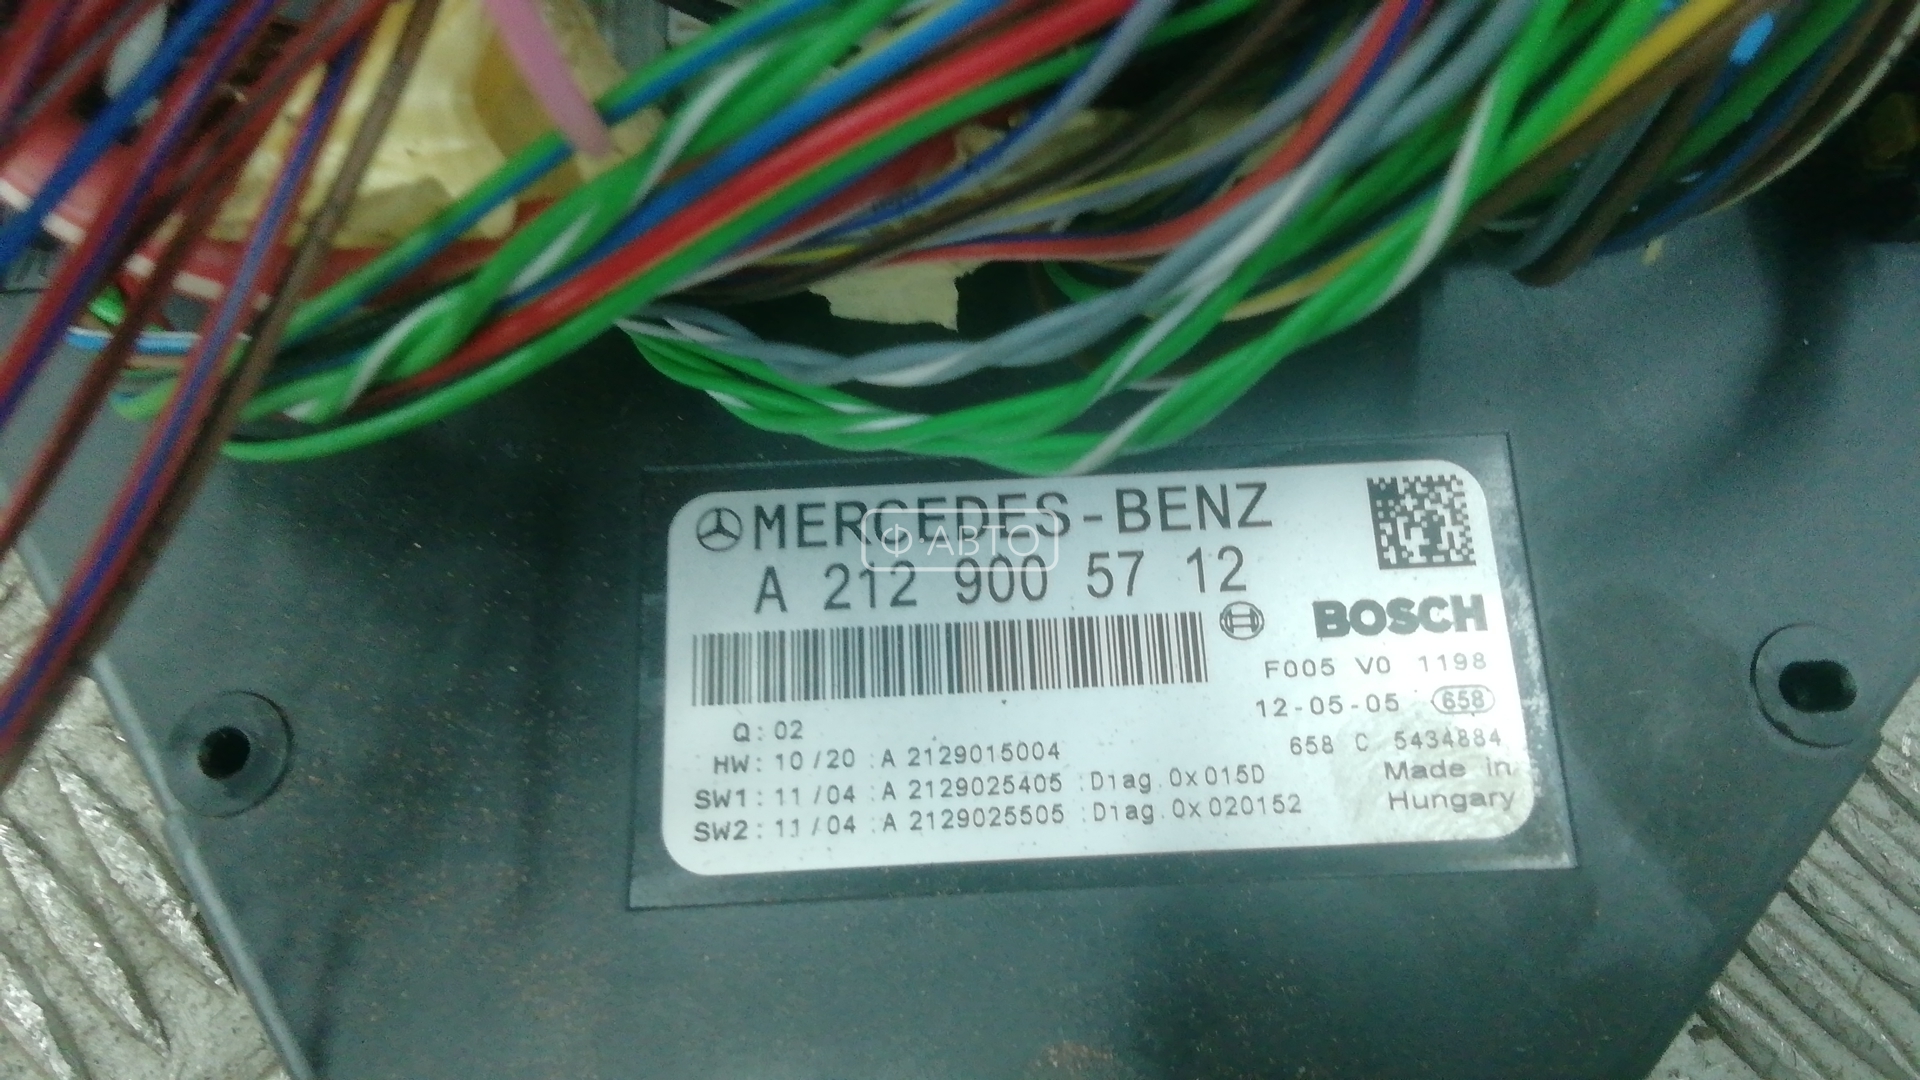 MERCEDES-BENZ
Ф·АВТО
A 212 900 57 12
BOSCH
F005 V0 1198
12-05-05 658
658 C 5434884
Made in
Hungary
Q: 02
HW: 10/20 :A 2129015004
SW1: 11/04 :A 2129025405 :Diag.0x015D
SW2: 11/04 :A 2129025505 :Diag.0x020152